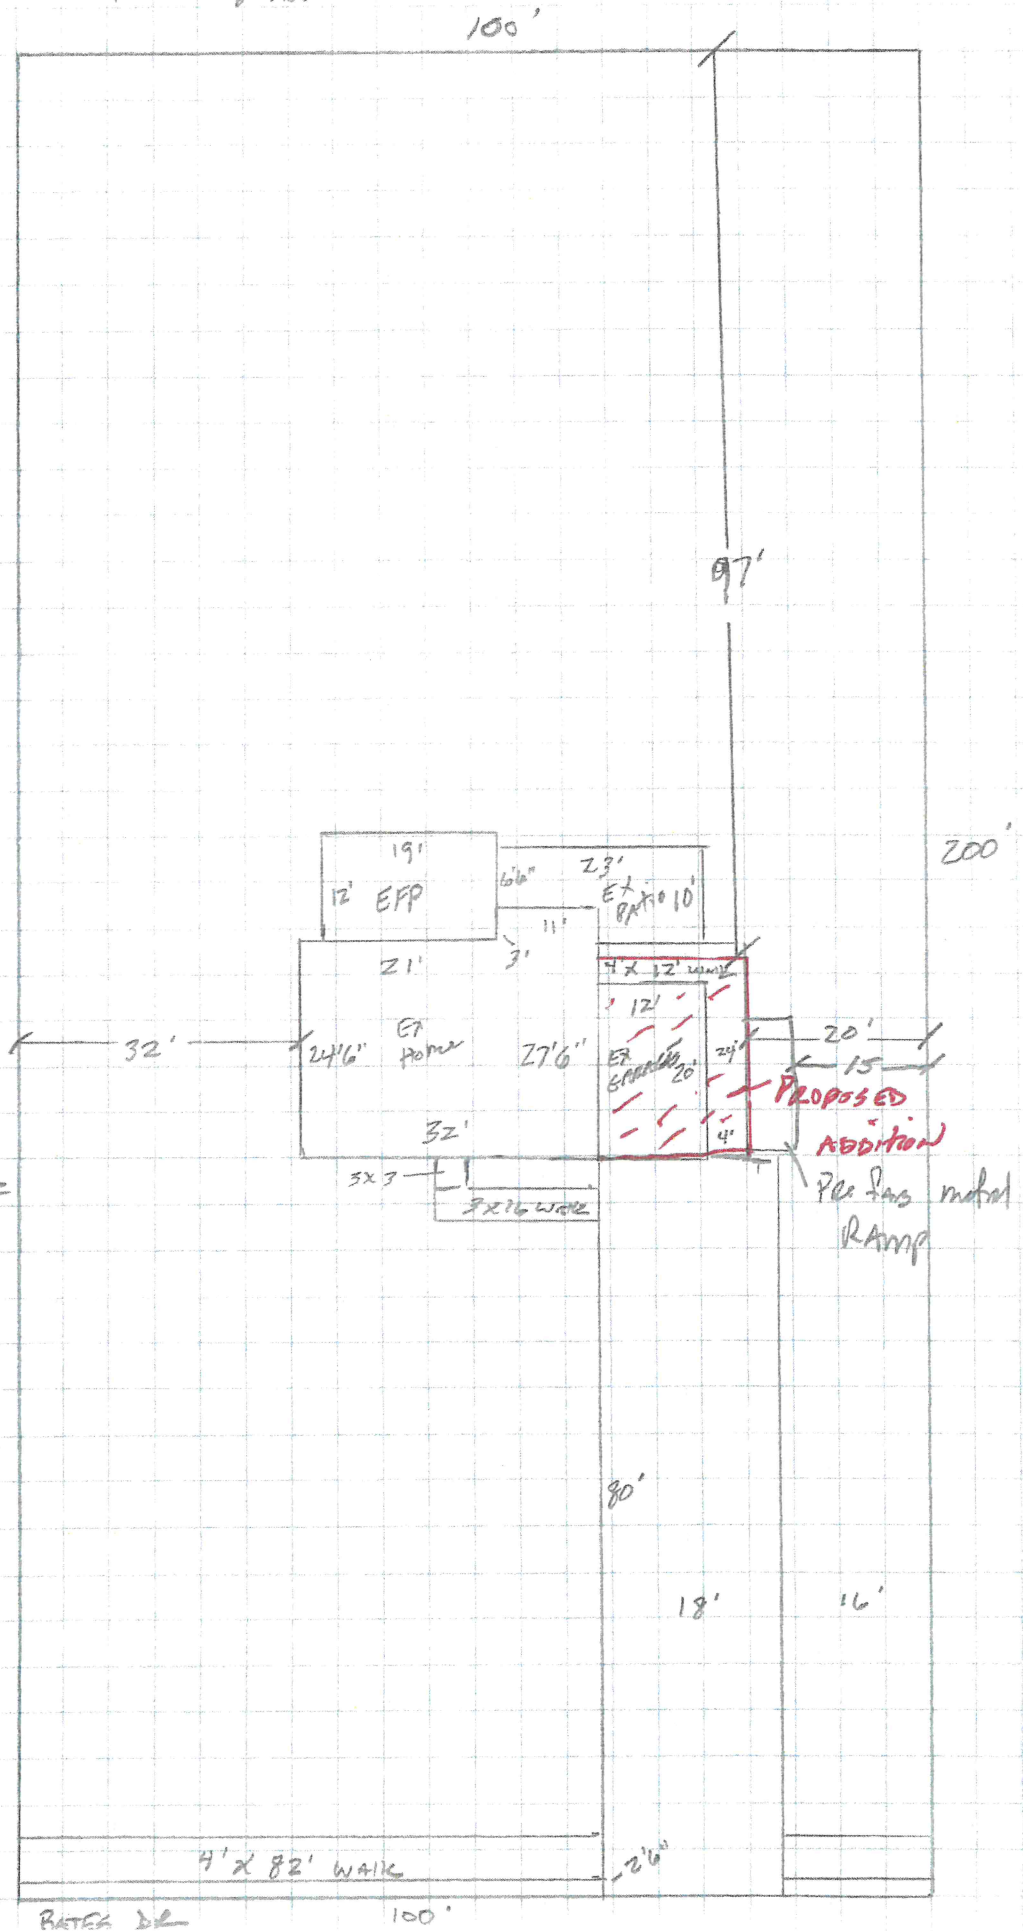 100'
97'
200'
19'
12' EFP
6'6"
23'
EX
PATIO 10'
11'
3'
21'
4' X 12' WALK
12'
32'
24'6"
EX
HOME
27'6"
EX
20'
24'
20'
15
PROPOSED
ADDITION
32'
4'
3X3
3X16 WALK
Pre fab metal
RAMP
80'
18'
16'
4' X 82' WALK
2'6"
BATES DR
100'